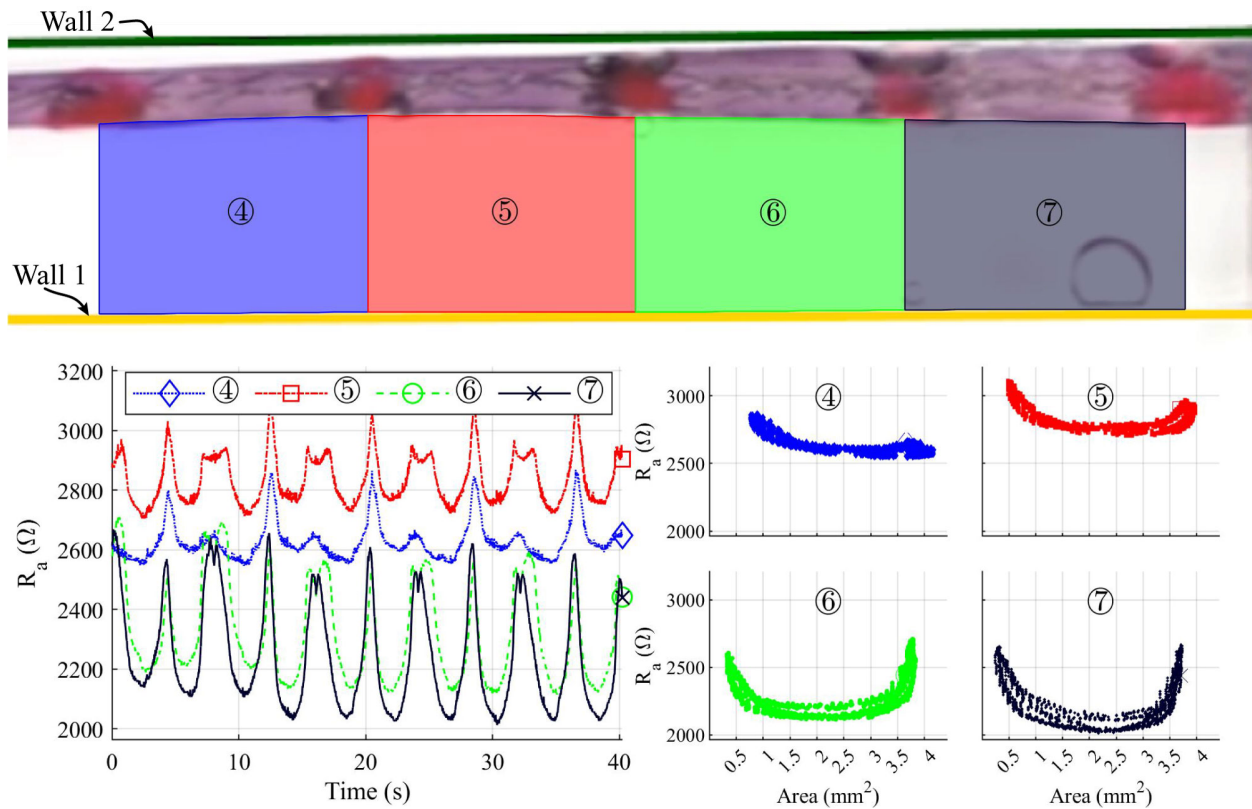 Wall 2
④ ⑤ ⑥ ⑦
Wall 1
④ ⑤ ⑥ ⑦
3200
3000
2800
2600
2400
2200
2000
R_a (Ω)
0 10 20 30 40
Time (s)
④
3000
2500
2000
R_a (Ω)
⑤
⑥
3000
2500
2000
R_a (Ω)
0.5 1 1.5 2 2.5 3 3.5 4
Area (mm²)
⑦
0.5 1 1.5 2 2.5 3 3.5 4
Area (mm²)